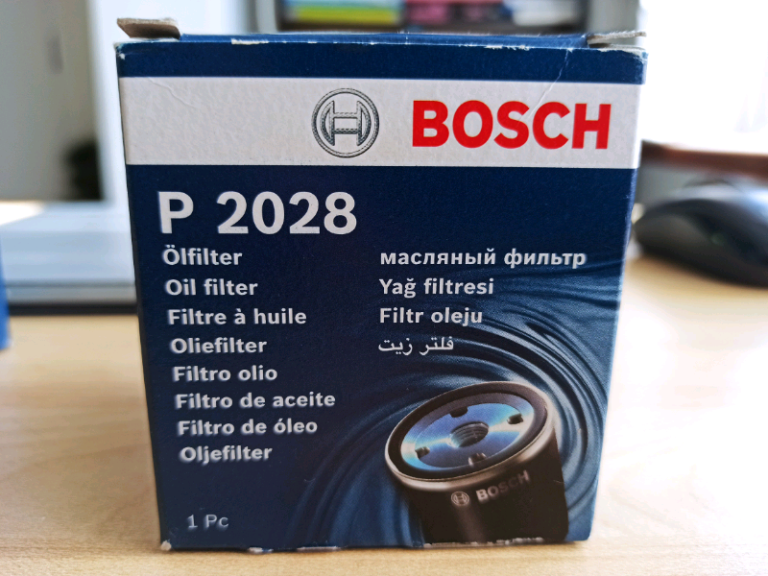 BOSCH
P 2028
Ölfilter
Oil filter
Filtre à huile
Oliefilter
Filtro olio
Filtro de aceite
Filtro de óleo
Oljefilter
масляный фильтр
Yağ filtresi
Filtr oleju
فلتر زيت
BOSCH
1 Pc